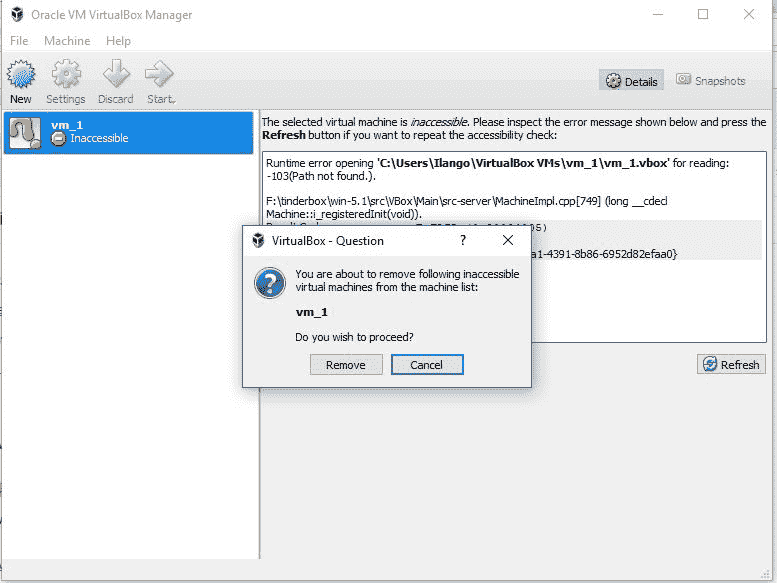 Oracle VM VirtualBox Manager
File Machine Help
New Settings Discard Start
Details Snapshots
vm_1
Inaccessible
The selected virtual machine is inaccessible. Please inspect the error message shown below and press the
Refresh button if you want to repeat the accessibility check:
Runtime error opening 'C:\Users\Ilango\VirtualBox VMs\vm_1\vm_1.vbox' for reading:
-103(Path not found.).
F:\tinderbox\win-5.1\src\VBox\Main\src-server\MachineImpl.cpp[749] (long __cdecl
Machine::i_registeredInit(void)).
a1-4391-8b86-6952d82efaa0}
VirtualBox - Question
?
You are about to remove following inaccessible
virtual machines from the machine list:
vm_1
Do you wish to proceed?
Remove Cancel
Refresh